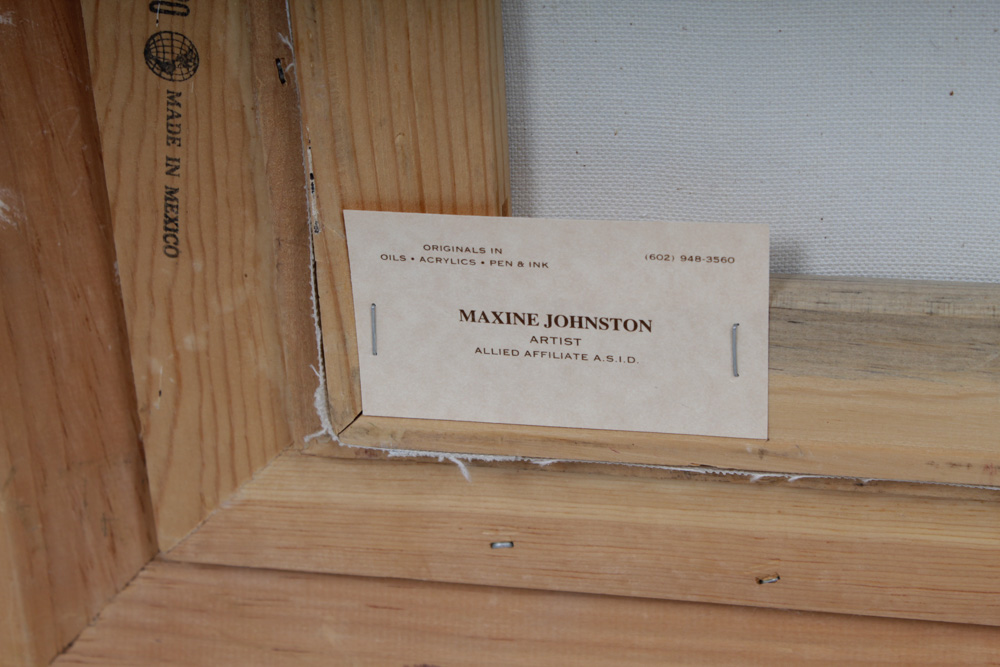 MADE IN MEXICO
ORIGINALS IN
OILS • ACRYLICS • PEN & INK
(602) 948-3560
MAXINE JOHNSTON
ARTIST
ALLIED AFFILIATE A.S.I.D.